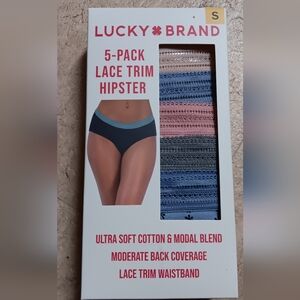 S
LUCKY BRAND
5-PACK
LACE TRIM
HIPSTER
ULTRA SOFT COTTON & MODAL BLEND
MODERATE BACK COVERAGE
LACE TRIM WAISTBAND